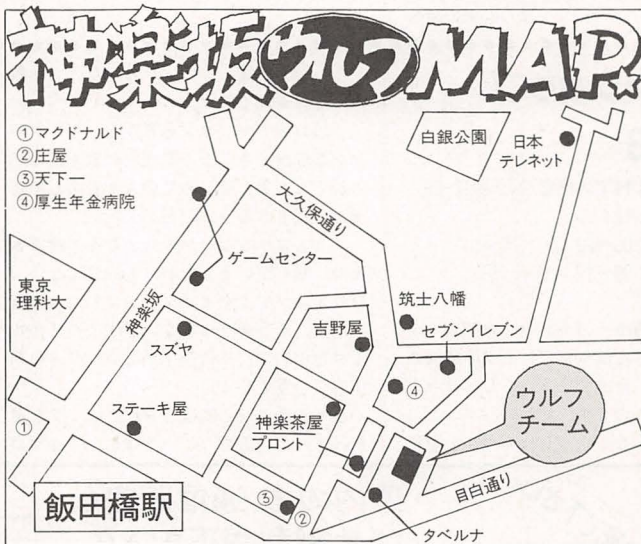 神楽坂ウルフMAP.
①マクドナルド
②庄屋
③天下一
④厚生年金病院
白銀公園
日本
テレネット
大久保通り
ゲームセンター
東京
理科大
神楽坂
筑士八幡
セブンイレブン
吉野屋
スズヤ
④
ウルフ
チーム
ステーキ屋
神楽茶屋
プロント
①
目白通り
飯田橋駅
③
②
タベルナ